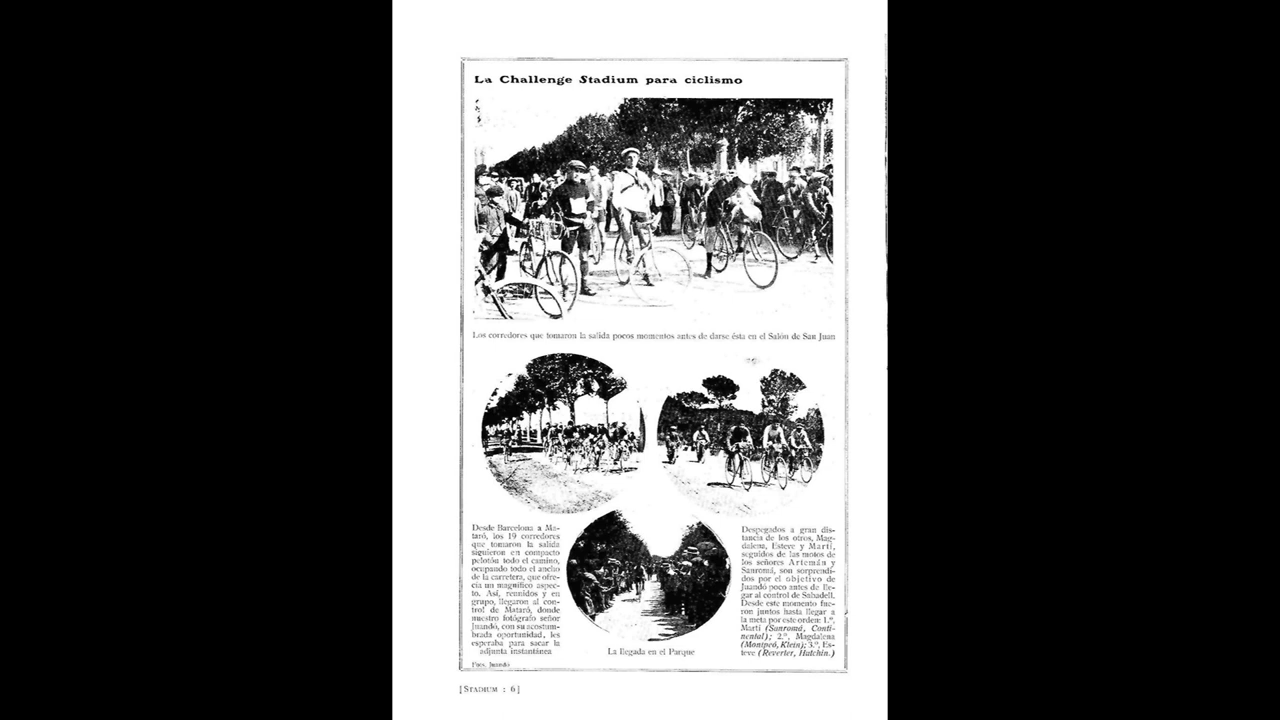 La Challenge Stadium para ciclismo
Los corredores que tomaron la salida pocos momentos antes de darse ésta en el Salón de San Juan
Desde Barcelona a Ma-
taró, los 19 corredores
que tomaron la salida
siguieron en compacto
pelotón todo el camino,
ocupando todo el ancho
de la carretera, que ofre-
cía un magnífico aspec-
to. Así, reunidos y en
grupo, llegaron al con-
trol de Mataró, donde
nuestro fotógrafo señor
Juandó, con su acostum-
brada oportunidad, les
esperaba para sacar la
adjunta instantánea
Fots. Juandó
La llegada en el Parque
Despegados a gran dis-
tancia de los otros, Mag-
dalena, Esteve y Martí,
seguidos de las motos de
los señores Artemán y
Sanromá, son sorprendi-
dos por el objetivo de
Juandó poco antes de lle-
gar al control de Sabadell.
Desde este momento fue-
ron juntos hasta llegar a
la meta por este orden: 1.º,
Martí (Sanromá, Conti-
nental); 2.º, Magdalena
(Montpeó, Klein); 3.º, Es-
teve (Reverter, Hutchin.)
[STADIUM : 6]